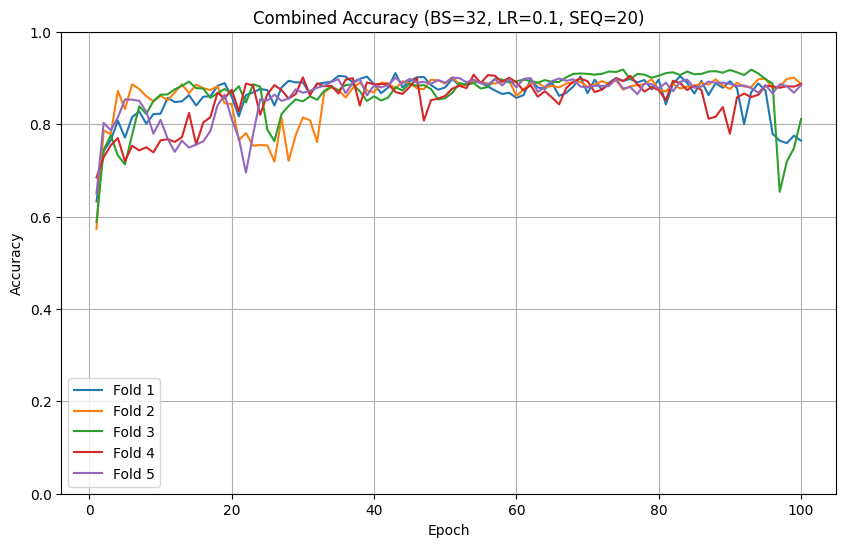 Combined Accuracy (BS=32, LR=0.1, SEQ=20)
1.0
0.8
0.6
0.4
0.2
0.0
Accuracy
Fold 1
Fold 2
Fold 3
Fold 4
Fold 5
0 20 40 60 80 100
Epoch